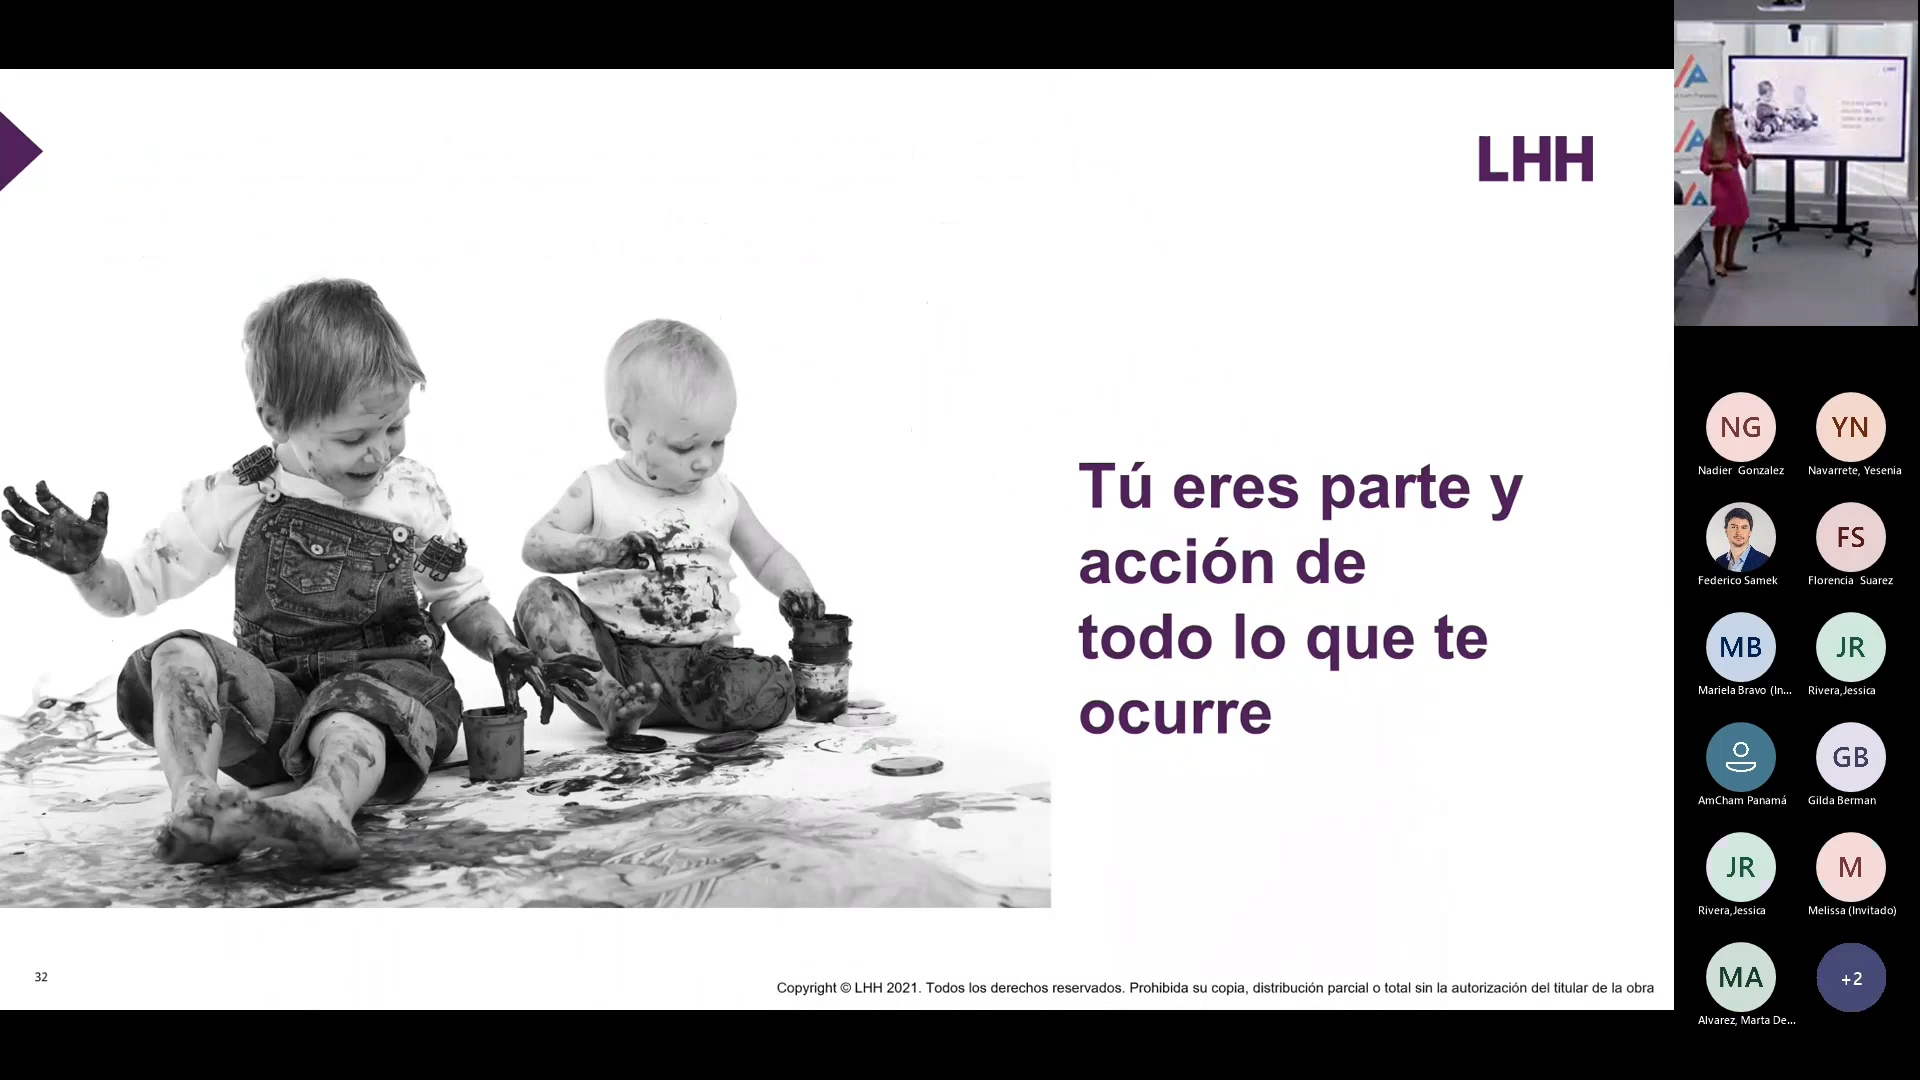 LHH
Tú eres parte y
acción de
todo lo que te
ocurre
32
Copyright © LHH 2021. Todos los derechos reservados. Prohibida su copia, distribución parcial o total sin la autorización del titular de la obra
NG
Nadier Gonzalez
YN
Navarrete, Yesenia
Federico Samek
FS
Florencia Suarez
MB
Mariela Bravo (In...
JR
Rivera,Jessica
AmCham Panamá
GB
Gilda Berman
JR
Rivera,Jessica
M
Melissa (Invitado)
MA
Alvarez, Marta De...
+2